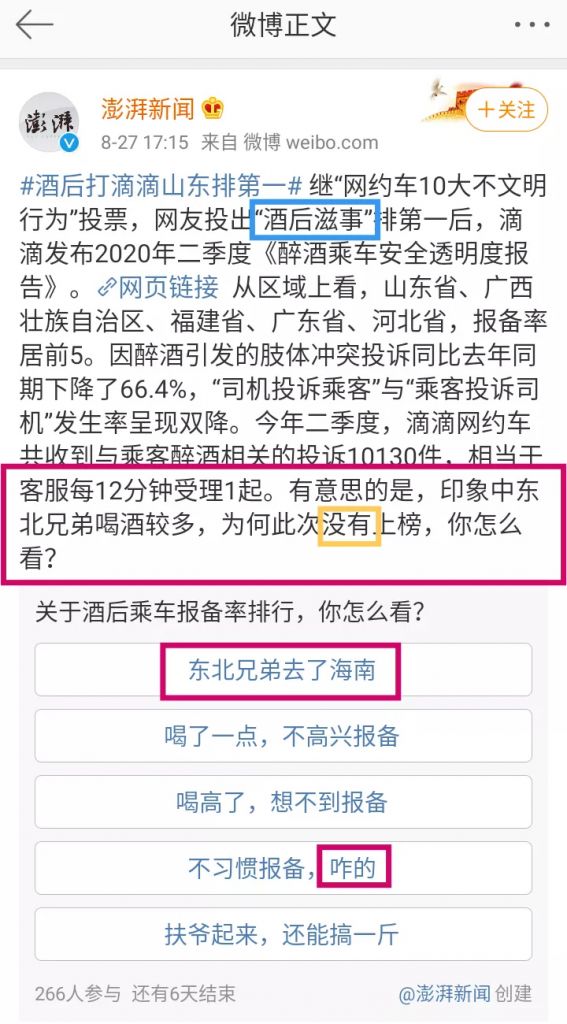 微博正文
澎湃新闻
8-27 17:15 来自 微博 weibo.com
+关注
澎湃
#酒后打滴滴山东排第一# 继“网约车10大不文明
行为”投票，网友投出“酒后滋事”排第一后，滴
滴发布2020年二季度《醉酒乘车安全透明度报
告》。网页链接 从区域上看，山东省、广西
壮族自治区、福建省、广东省、河北省，报备率
居前5。因醉酒引发的肢体冲突投诉同比去年同
期下降了66.4%，“司机投诉乘客”与“乘客投诉司
机”发生率呈现双降。今年二季度，滴滴网约车
共收到与乘客醉酒相关的投诉10130件，相当于
客服每12分钟受理1起。有意思的是，印象中东
北兄弟喝酒较多，为何此次没有上榜，你怎么
看？
关于酒后乘车报备率排行，你怎么看？
东北兄弟去了海南
喝了一点，不高兴报备
喝高了，想不到报备
不习惯报备，咋的
扶爷起来，还能搞一斤
266人参与 还有6天结束
@澎湃新闻 创建